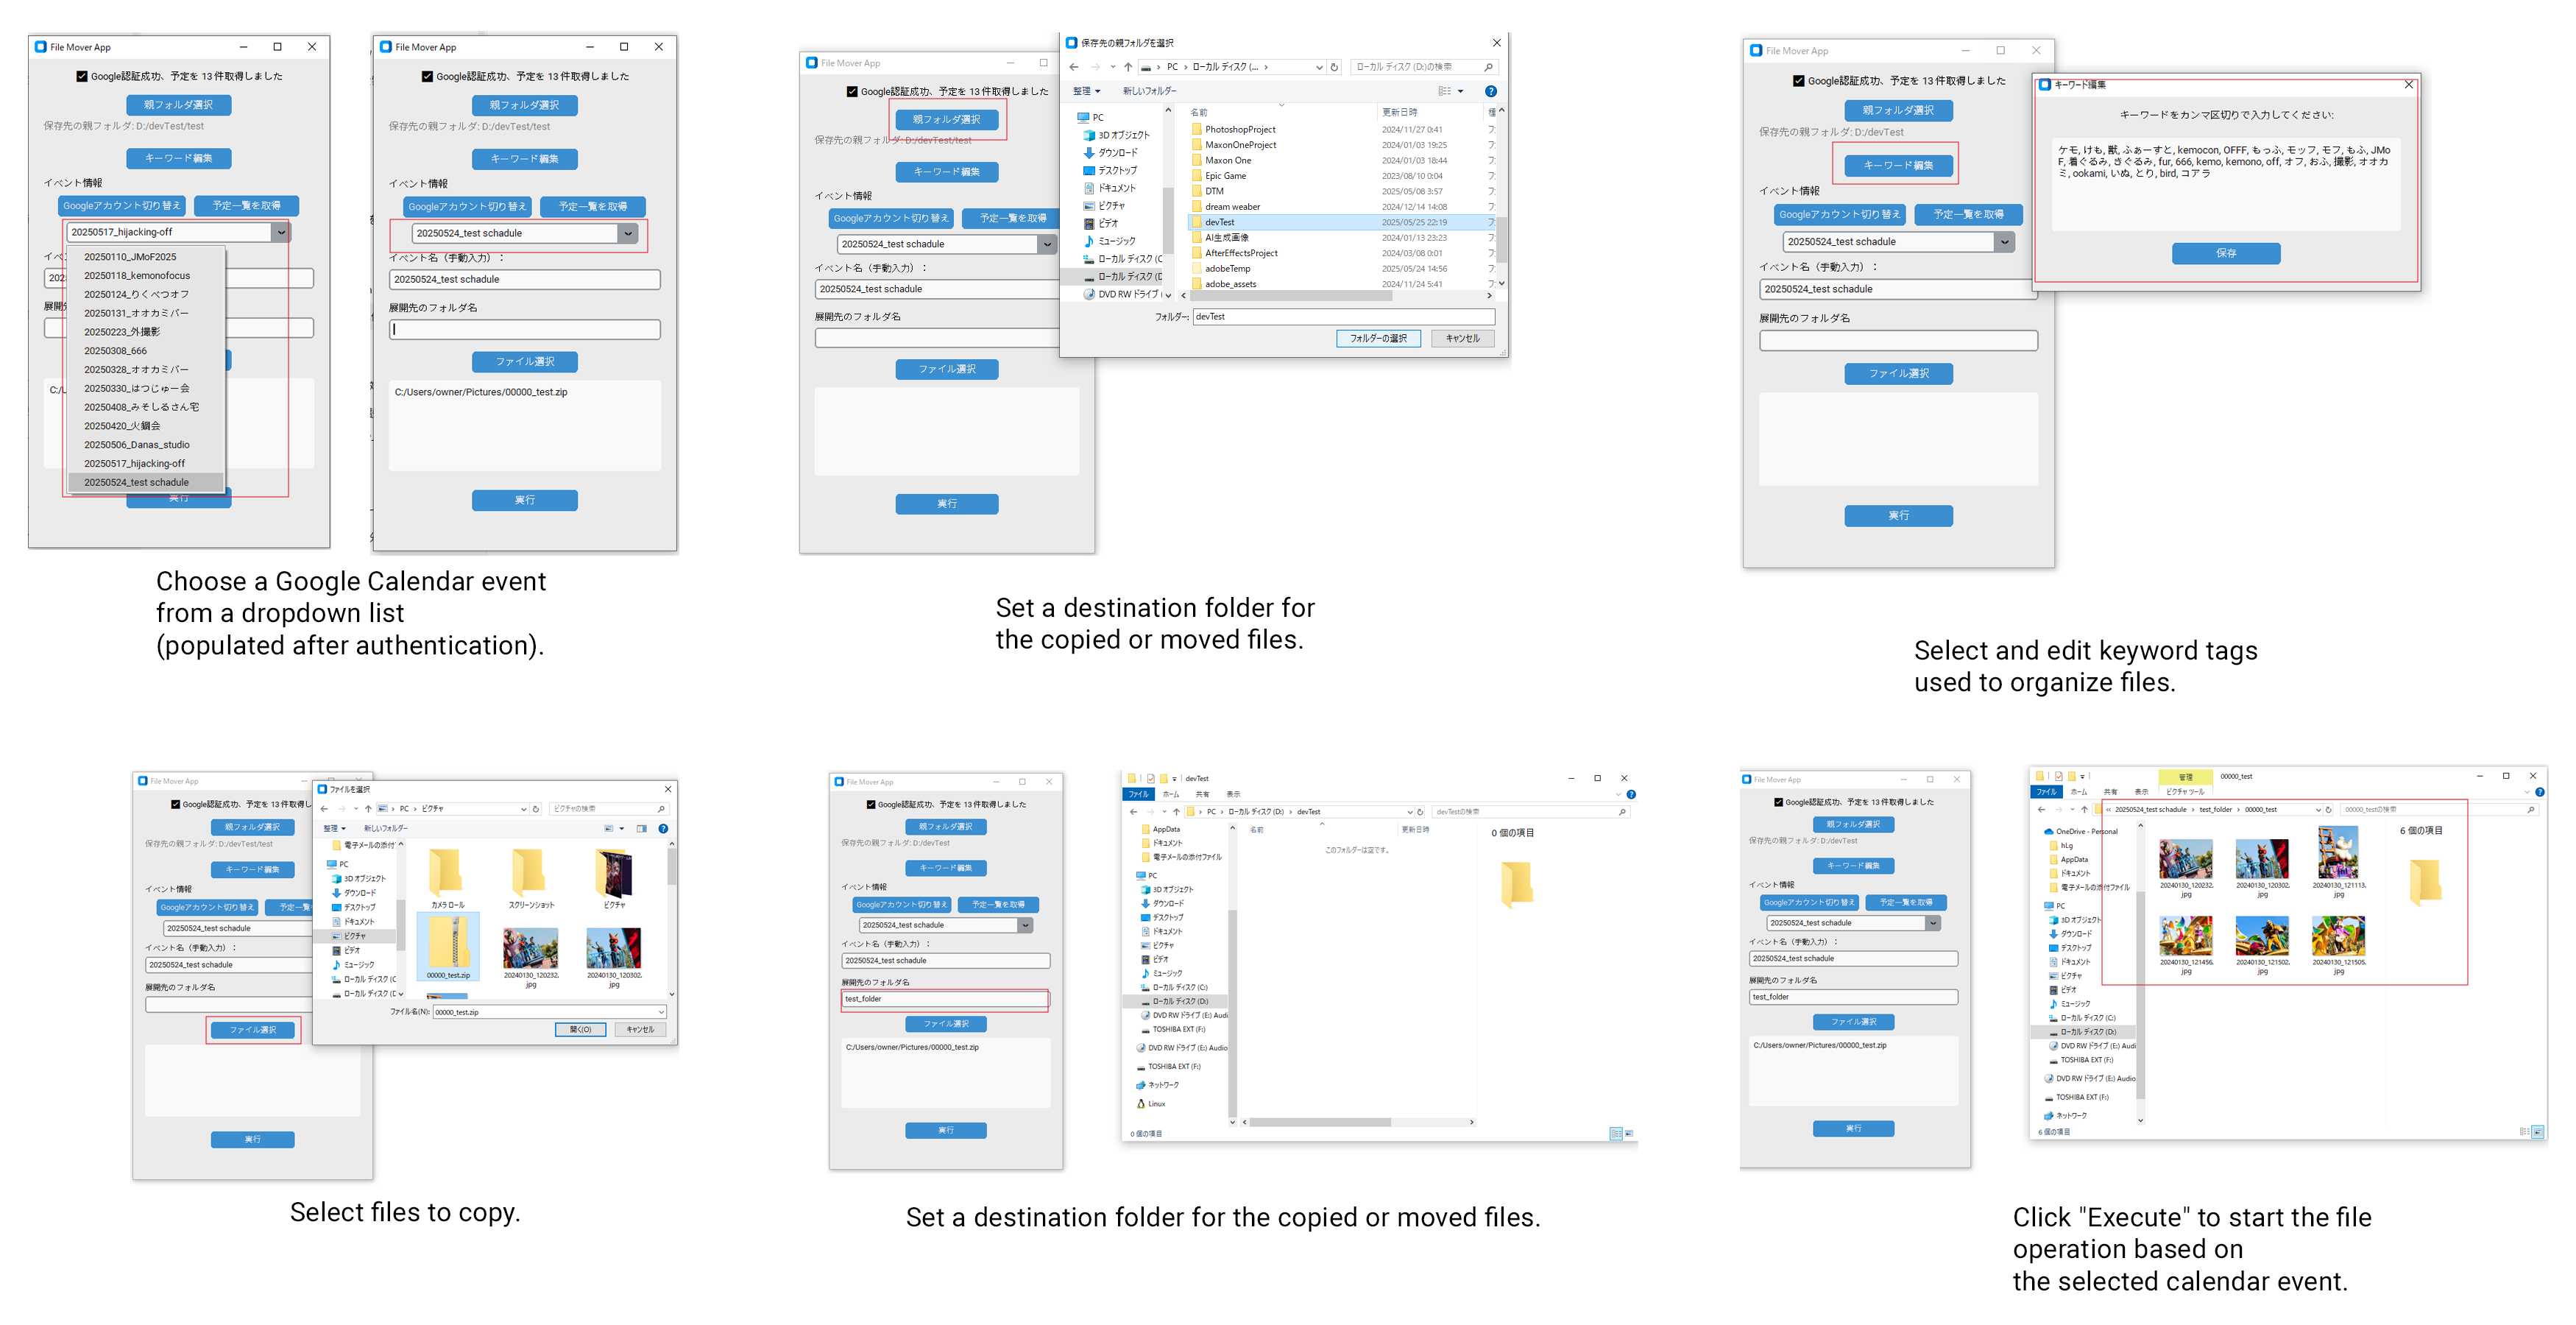 File Mover App
Google認証成功、予定を 13 件取得しました
親フォルダ選択
保存先の親フォルダ: D:/devTest/test
キーワード編集
イベント情報
Googleアカウント切り替え
予定一覧を取得
20250517_hijacking-off
20250110_JMoF2025
20250118_kemonofocus
20250124_りくべつオフ
20250131_オオカミバー
20250223_外撮影
20250308_666
20250328_オオカミバー
20250330_はつじゅー会
20250408_みそしるさん宅
20250420_火鍋会
20250506_Danas_studio
20250517_hijacking-off
20250524_test schadule
実行
File Mover App
Google認証成功、予定を 13 件取得しました
親フォルダ選択
保存先の親フォルダ: D:/devTest/test
キーワード編集
イベント情報
Googleアカウント切り替え
予定一覧を取得
20250524_test schadule
イベント名（手動入力）：
20250524_test schadule
展開先のフォルダ名
ファイル選択
C:/Users/owner/Pictures/00000_test.zip
実行
Choose a Google Calendar event
from a dropdown list
(populated after authentication).
File Mover App
Google認証成功、予定を 13 件取得しました
親フォルダ選択
保存先の親フォルダ: D:/devTest/test
キーワード編集
イベント情報
Googleアカウント切り替え
予定一覧を取得
20250524_test schadule
イベント名（手動入力）：
20250524_test schadule
展開先のフォルダ名
ファイル選択
実行
保存先の親フォルダを選択
PC › ローカル ディスク (... ›
ローカル ディスク (D:)の検索
整理
新しいフォルダー
PC
3D オブジェクト
ダウンロード
デスクトップ
ドキュメント
ピクチャ
ビデオ
ミュージック
ローカル ディスク (C
ローカル ディスク (D
DVD RW ドライブ (
名前
更新日時
PhotoshopProject 2024/11/27 0:41
MaxonOneProject 2024/01/03 19:25
Maxon One 2024/01/03 18:44
Epic Game 2023/08/10 0:04
DTM 2025/05/08 3:57
dream weaber 2024/12/14 14:08
devTest 2025/05/25 22:19
AI生成画像 2024/01/13 23:23
AfterEffectsProject 2024/03/08 0:01
adobeTemp 2025/05/24 14:56
adobe_assets 2024/11/24 5:41
フォルダー: devTest
フォルダーの選択
キャンセル
Set a destination folder for
the copied or moved files.
File Mover App
Google認証成功、予定を 13 件取得しました
親フォルダ選択
保存先の親フォルダ: D:/devTest
キーワード編集
イベント情報
Googleアカウント切り替え
予定一覧を取得
20250524_test schadule
イベント名（手動入力）：
20250524_test schadule
展開先のフォルダ名
ファイル選択
実行
キーワード編集
キーワードをカンマ区切りで入力してください:
ケモ, けも, 獣, ふぁーすと, kemocon, OFFF, もっふ, モッフ, モフ, もふ, JMo
F, 着ぐるみ, きぐるみ, fur, 666, kemo, kemono, off, オフ, おふ, 撮影, オオカ
ミ, ookami, いぬ, とり, bird, コアラ
保存
Select and edit keyword tags
used to organize files.
File Mover App
Google認証成功、予定を 13 件取得し
親フォルダ選択
保存先の親フォルダ: D:/devTest/test
キーワード編集
イベント情報
Googleアカウント切り替え
予定一覧
20250524_test schadule
イベント名（手動入力）：
20250524_test schadule
展開先のフォルダ名
ファイル選択
実行
ファイルを選択
PC › ピクチャ
ピクチャの検索
整理
新しいフォルダー
電子メールの添付
PC
3D オブジェクト
ダウンロード
デスクトップ
ドキュメント
ピクチャ
ビデオ
ミュージック
ローカル ディスク (C
ローカル ディスク (D
カメラ ロール
スクリーンショット
ピクチャ
00000_test.zip
20240130_120232.
jpg
20240130_120302.
jpg
ファイル名(N): 00000_test.zip
開く(O)
キャンセル
Select files to copy.
File Mover App
Google認証成功、予定を 13 件取得しました
親フォルダ選択
保存先の親フォルダ: D:/devTest
キーワード編集
イベント情報
Googleアカウント切り替え
予定一覧を取得
20250524_test schadule
イベント名（手動入力）：
20250524_test schadule
展開先のフォルダ名
test_folder
ファイル選択
C:/Users/owner/Pictures/00000_test.zip
実行
devTest
ファイル ホーム 共有 表示
PC › ローカル ディスク (D:) › devTest
devTestの検索
AppData
ドキュメント
電子メールの添付ファイル
PC
3D オブジェクト
ダウンロード
デスクトップ
ドキュメント
ピクチャ
ビデオ
ミュージック
ローカル ディスク (C:)
ローカル ディスク (D:)
DVD RW ドライブ (E:) Audi
TOSHIBA EXT (F:)
DVD RW ドライブ (E:) Audio
TOSHIBA EXT (F:)
ネットワーク
Linux
名前
更新日時
このフォルダーは空です。
0 個の項目
0 個の項目
Set a destination folder for the copied or moved files.
File Mover App
Google認証成功、予定を 13 件取得しました
親フォルダ選択
保存先の親フォルダ: D:/devTest
キーワード編集
イベント情報
Googleアカウント切り替え
予定一覧を取得
20250524_test schadule
イベント名（手動入力）：
20250524_test schadule
展開先のフォルダ名
test_folder
ファイル選択
C:/Users/owner/Pictures/00000_test.zip
実行
管理
00000_test
ファイル ホーム 共有 表示 ピクチャ ツール
« 20250524_test schadule › test_folder › 00000_test
00000_testの検索
OneDrive - Personal
hLg
AppData
ドキュメント
電子メールの添付ファイル
PC
3D オブジェクト
ダウンロード
デスクトップ
ドキュメント
ピクチャ
ビデオ
ミュージック
ローカル ディスク (C:)
ローカル ディスク (D:)
DVD RW ドライブ (E:) Audi
TOSHIBA EXT (F:)
DVD RW ドライブ (E:) Audio
TOSHIBA EXT (F:)
ネットワーク
20240130_120232.
jpg
20240130_120302.
jpg
20240130_121113.
jpg
20240130_121456.
jpg
20240130_121502.
jpg
20240130_121505.
jpg
6 個の項目
6 個の項目
Click "Execute" to start the file
operation based on
the selected calendar event.